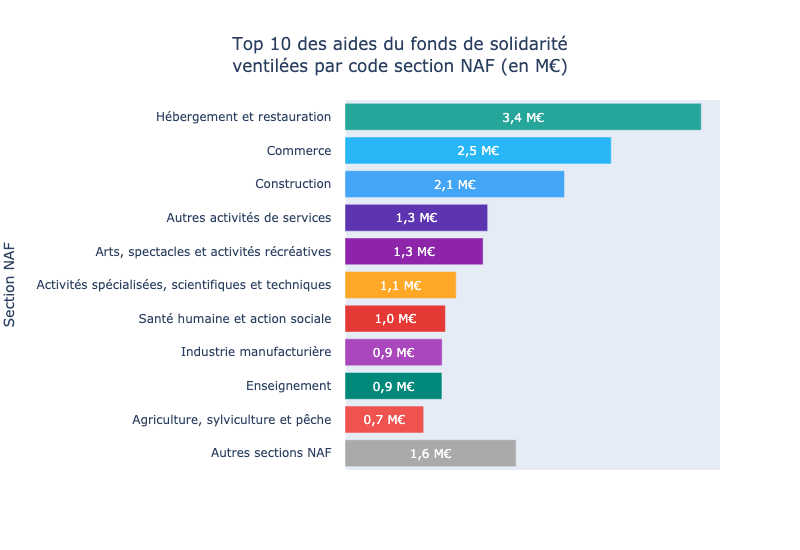 Top 10 des aides du fonds de solidarité
ventilées par code section NAF (en M€)
Section NAF
Hébergement et restauration 3,4 M€
Commerce 2,5 M€
Construction 2,1 M€
Autres activités de services 1,3 M€
Arts, spectacles et activités récréatives 1,3 M€
Activités spécialisées, scientifiques et techniques 1,1 M€
Santé humaine et action sociale 1,0 M€
Industrie manufacturière 0,9 M€
Enseignement 0,9 M€
Agriculture, sylviculture et pêche 0,7 M€
Autres sections NAF 1,6 M€